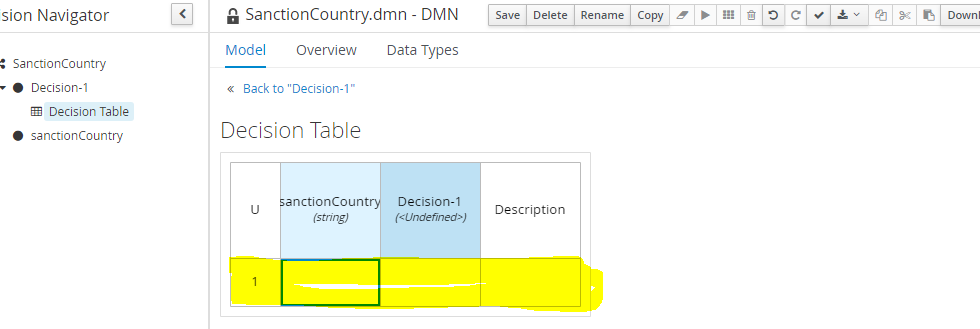 sion Navigator
SanctionCountry
Decision-1
Decision Table
sanctionCountry
SanctionCountry.dmn - DMN
Save Delete Rename Copy Downl
Model Overview Data Types
« Back to "Decision-1"
Decision Table
U
sanctionCountry
(string)
Decision-1
(<Undefined>)
Description
1